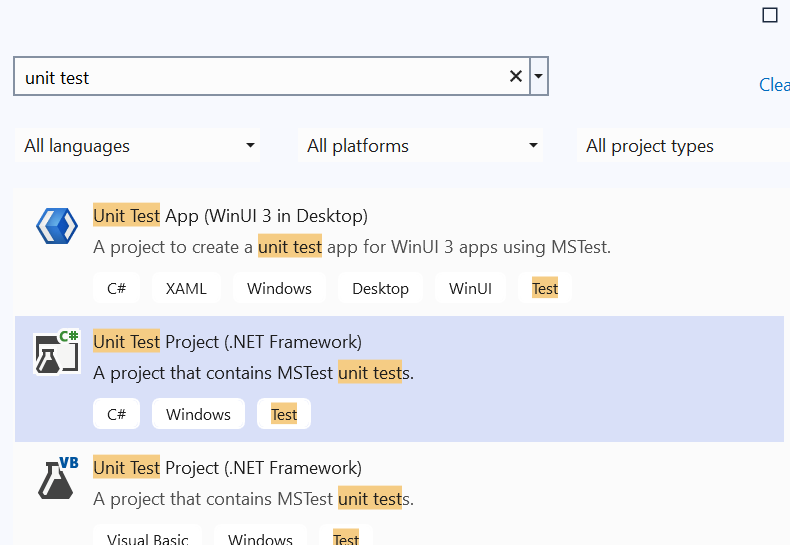 unit test
Clea
All languages
All platforms
All project types
Unit Test App (WinUI 3 in Desktop)
A project to create a unit test app for WinUI 3 apps using MSTest.
C#
XAML
Windows
Desktop
WinUI
Test
C#
Unit Test Project (.NET Framework)
A project that contains MSTest unit tests.
C#
Windows
Test
VB
Unit Test Project (.NET Framework)
A project that contains MSTest unit tests.
Visual Basic
Windows
Test